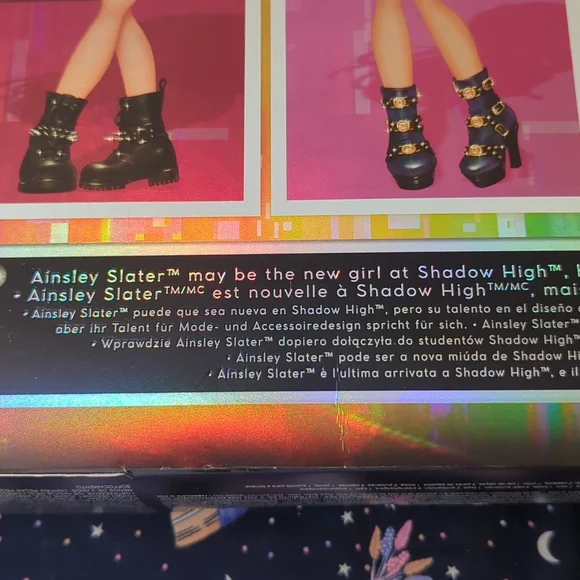 Ainsley Slater™ may be the new girl at Shadow High™,
• Ainsley Slater™/MC est nouvelle à Shadow High™/MC, mais
• Ainsley Slater™ puede que sea nueva en Shadow High™, pero su talento en el diseño
aber ihr Talent für Mode- und Accessoiredesign spricht für sich. • Ainsley Slater™
• Wprawdzie Ainsley Slater™ dopiero dołączyła do studentów Shadow High™
• Ainsley Slater™ pode ser a nova miúda de Shadow
• Ainsley Slater™ è l'ultima arrivata a Shadow High™, e il